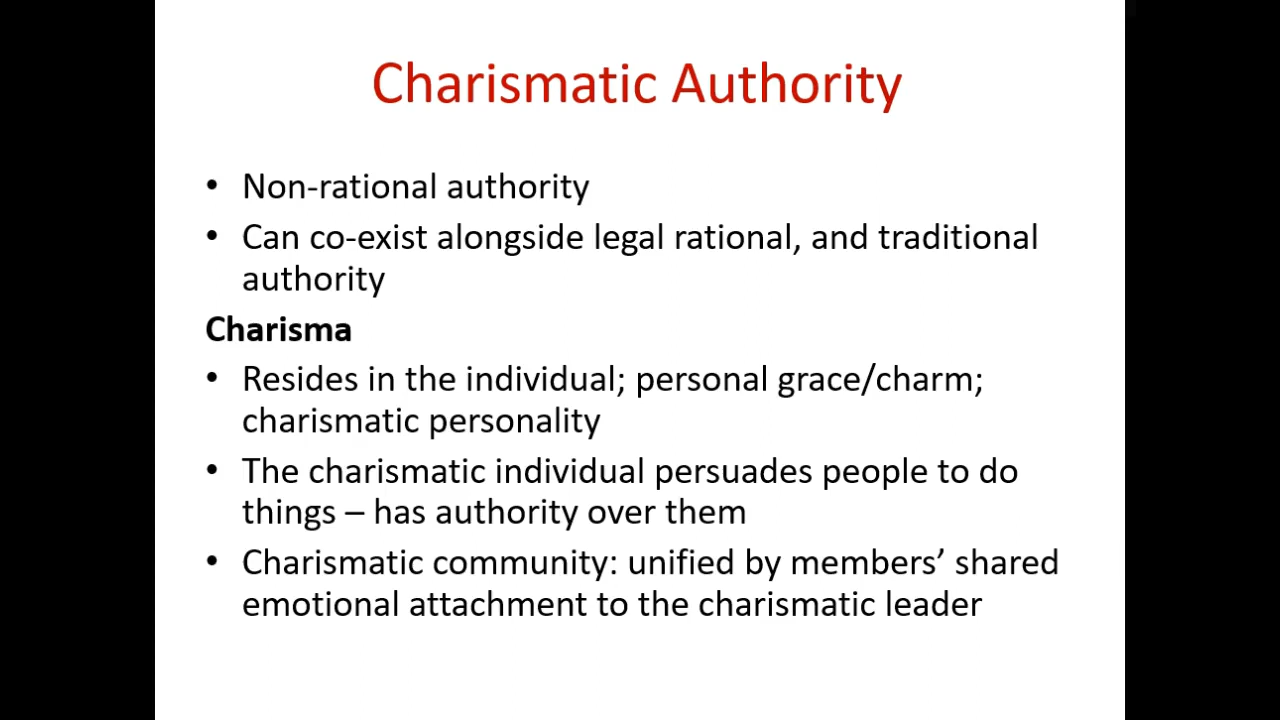 Charismatic Authority
• Non-rational authority
• Can co-exist alongside legal rational, and traditional
authority
Charisma
• Resides in the individual; personal grace/charm;
charismatic personality
• The charismatic individual persuades people to do
things – has authority over them
• Charismatic community: unified by members’ shared
emotional attachment to the charismatic leader